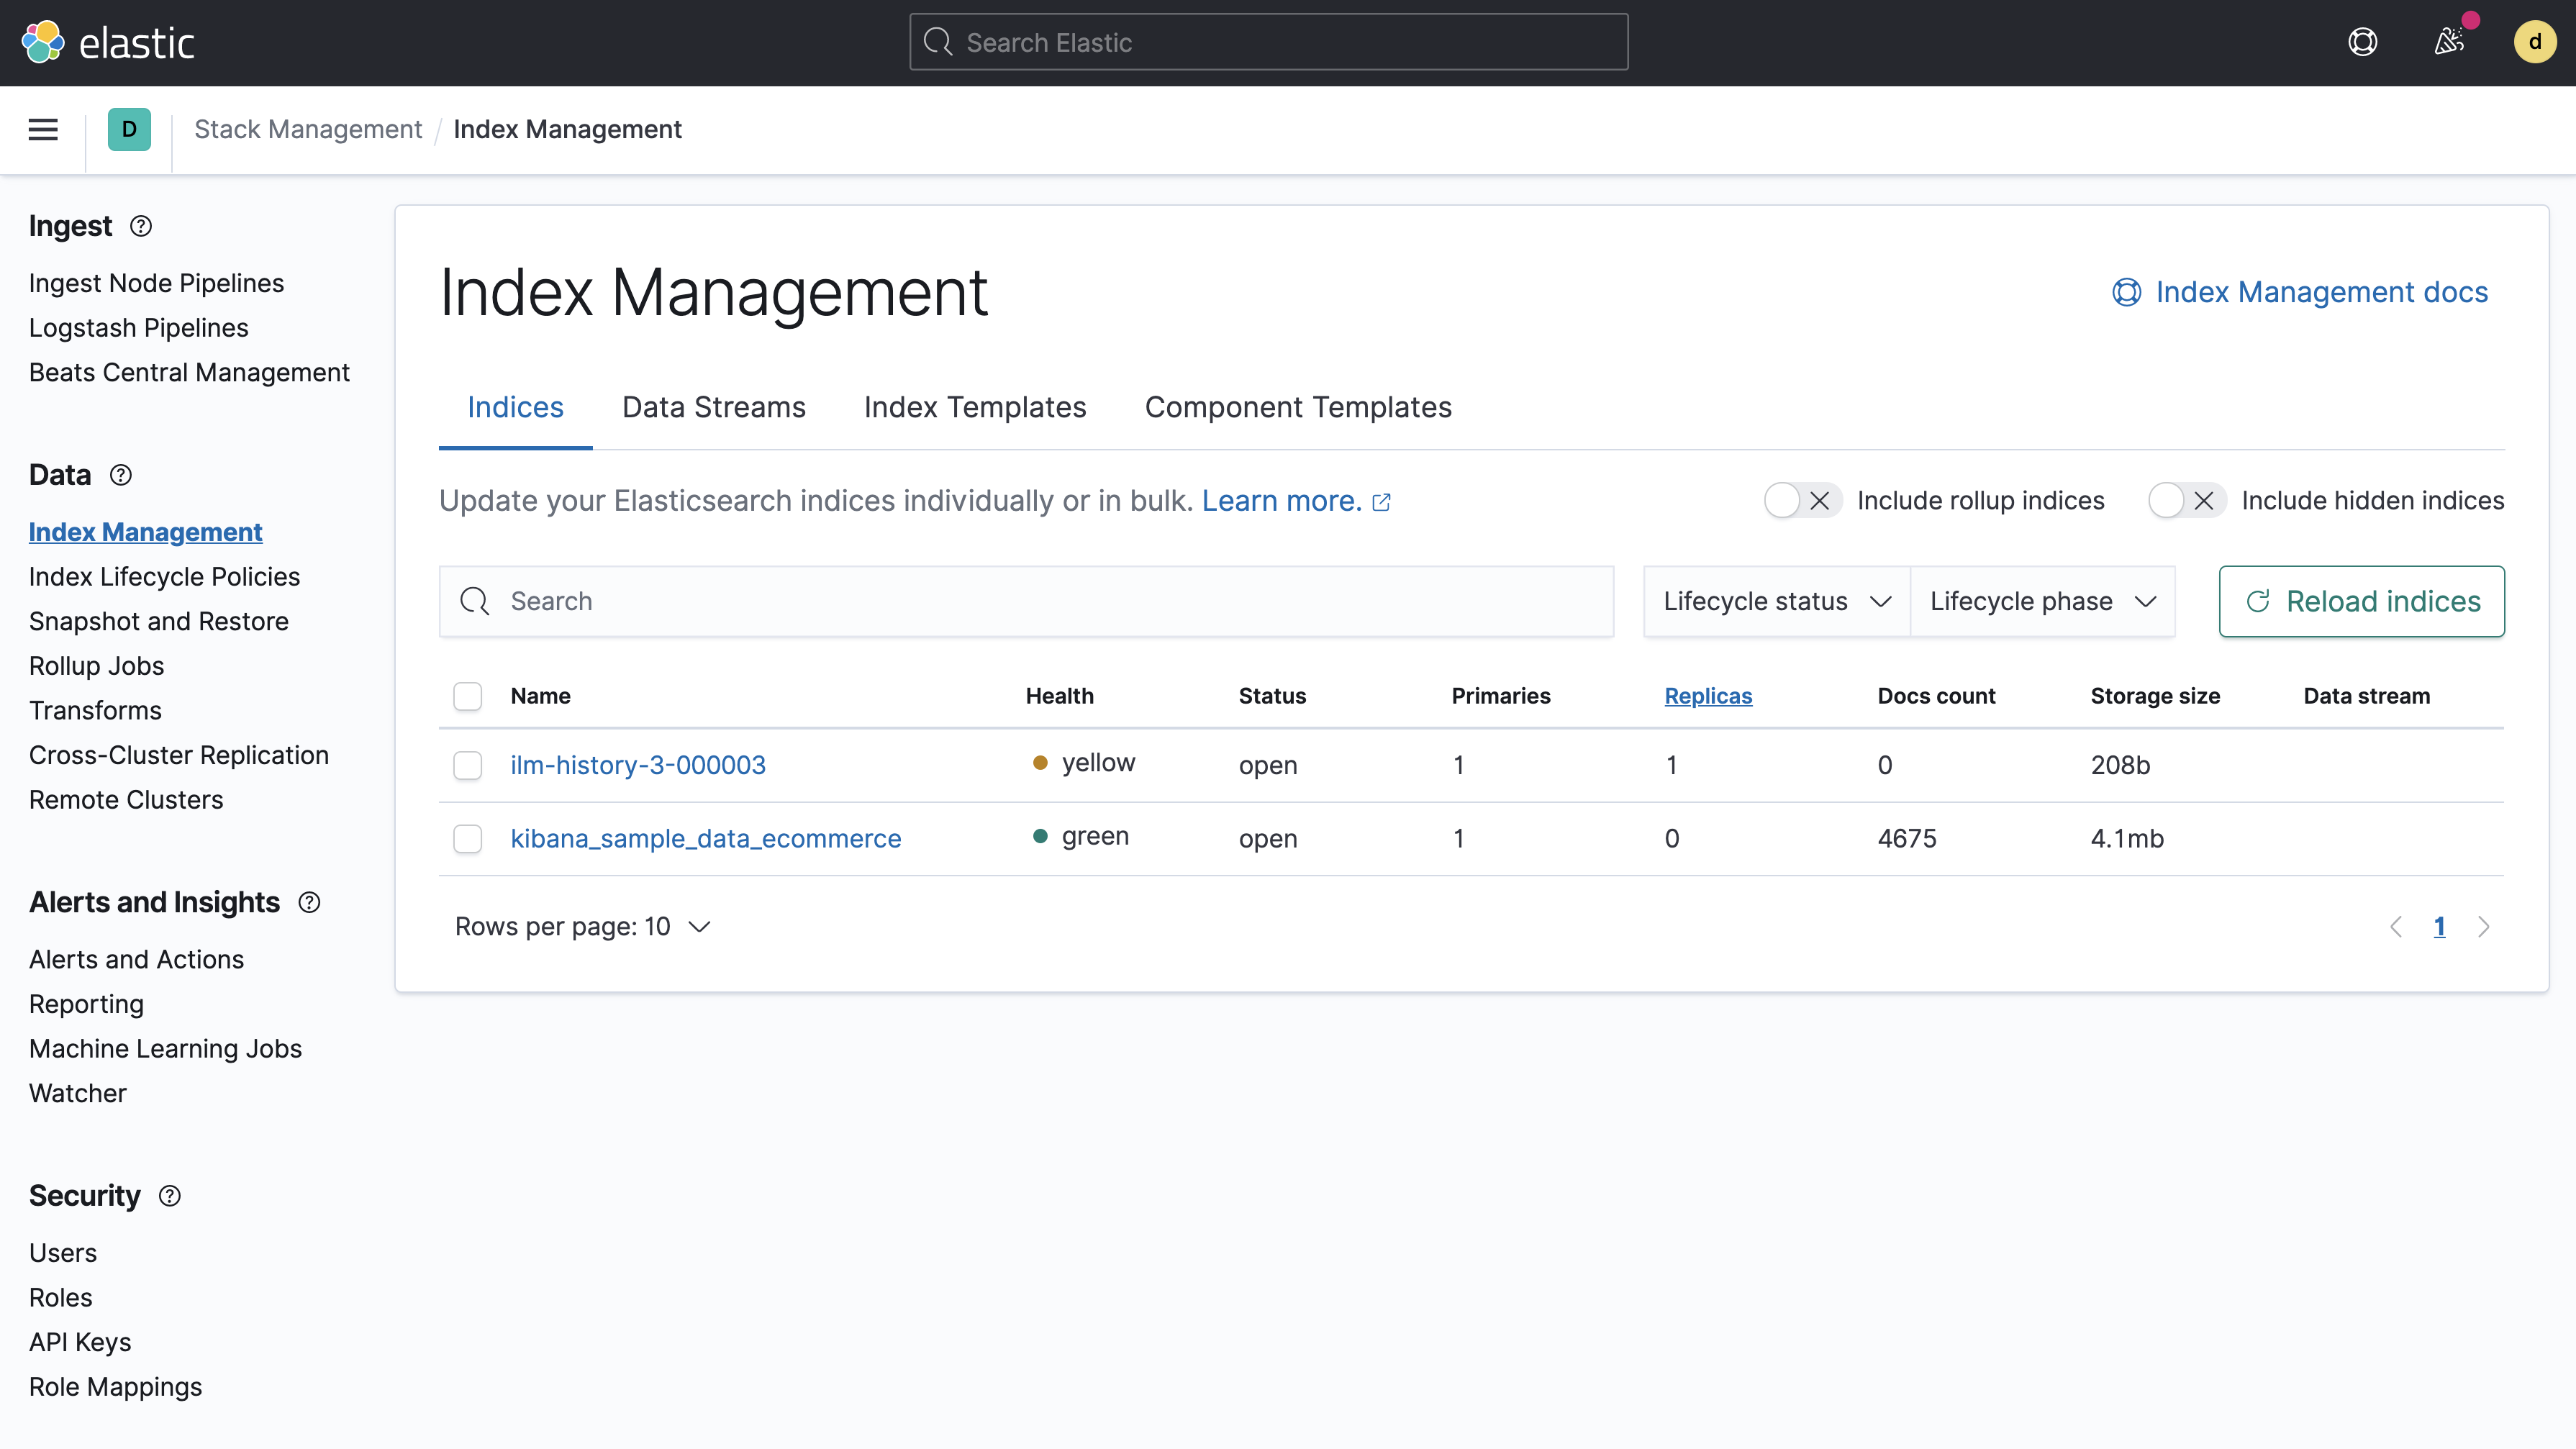 elastic
Search Elastic
d
D
Stack Management / Index Management
Ingest
Ingest Node Pipelines
Logstash Pipelines
Beats Central Management
Data
Index Management
Index Lifecycle Policies
Snapshot and Restore
Rollup Jobs
Transforms
Cross-Cluster Replication
Remote Clusters
Alerts and Insights
Alerts and Actions
Reporting
Machine Learning Jobs
Watcher
Security
Users
Roles
API Keys
Role Mappings
Index Management
Index Management docs
Indices Data Streams Index Templates Component Templates
Update your Elasticsearch indices individually or in bulk. Learn more.
Include rollup indices Include hidden indices
Search
Lifecycle status Lifecycle phase Reload indices
Name Health Status Primaries Replicas Docs count Storage size Data stream
ilm-history-3-000003 yellow open 1 1 0 208b
kibana_sample_data_ecommerce green open 1 0 4675 4.1mb
Rows per page: 10
1